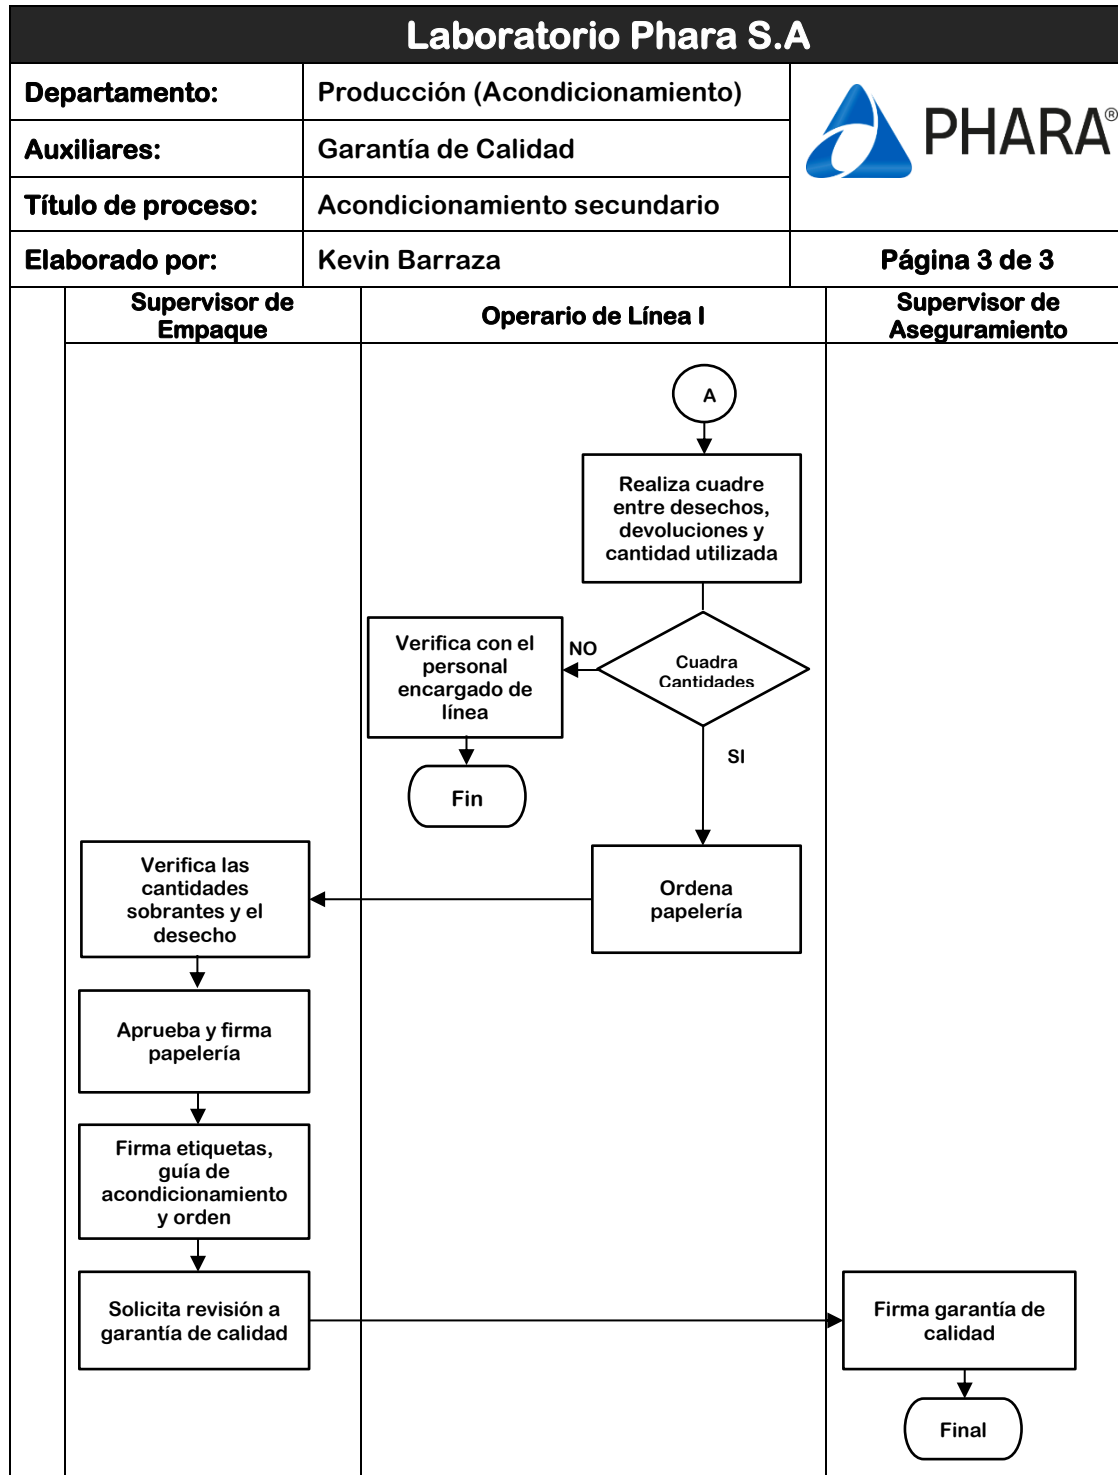 Laboratorio Phara S.A
Departamento:
Producción (Acondicionamiento)
PHARA®
Auxiliares:
Garantía de Calidad
Título de proceso:
Acondicionamiento secundario
Elaborado por:
Kevin Barraza
Página 3 de 3
Supervisor de
Empaque
Operario de Línea I
Supervisor de
Aseguramiento
A
Realiza cuadre
entre desechos,
devoluciones y
cantidad utilizada
Cuadra
Cantidades
NO
Verifica con el
personal
encargado de
línea
Fin
SI
Ordena
papelería
Verifica las
cantidades
sobrantes y el
desecho
Aprueba y firma
papelería
Firma etiquetas,
guía de
acondicionamiento
y orden
Solicita revisión a
garantía de calidad
Firma garantía de
calidad
Final